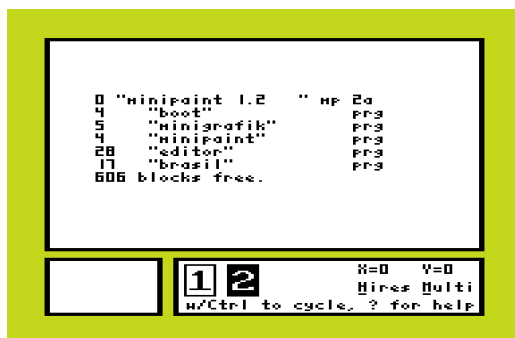 0 "minipaint 1.2 " mp 2a
4 "boot" prg
5 "minigrafik" prg
4 "minipaint" prg
28 "editor" prg
17 "brasil" prg
606 blocks free.
1 2
X=0 Y=0
Hires Multi
w/Ctrl to cycle, ? for help